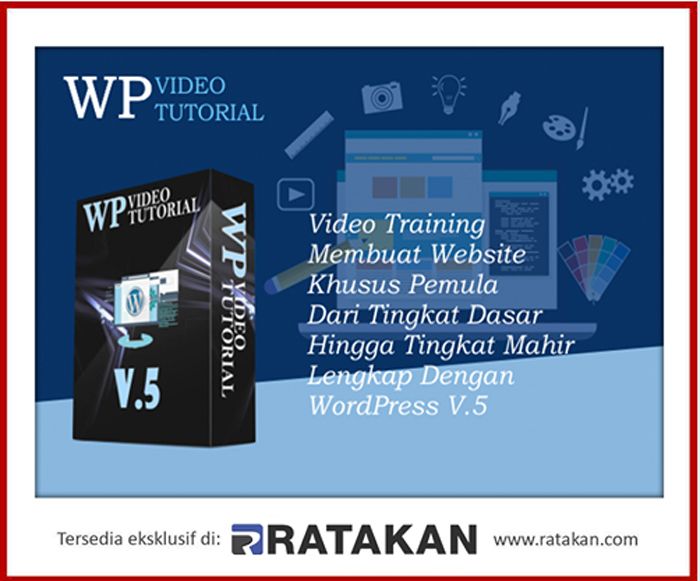 WP VIDEO
TUTORIAL
WP VIDEO
TUTORIAL
V.5
WP VIDEO
TUTORIAL
Video Training
Membuat Website
Khusus Pemula
Dari Tingkat Dasar
Hingga Tingkat Mahir
Lengkap Dengan
WordPress V.5
Tersedia eksklusif di: RATAKAN www.ratakan.com